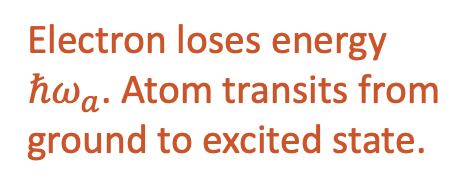 Electron loses energy
ℏωₐ. Atom transits from
ground to excited state.